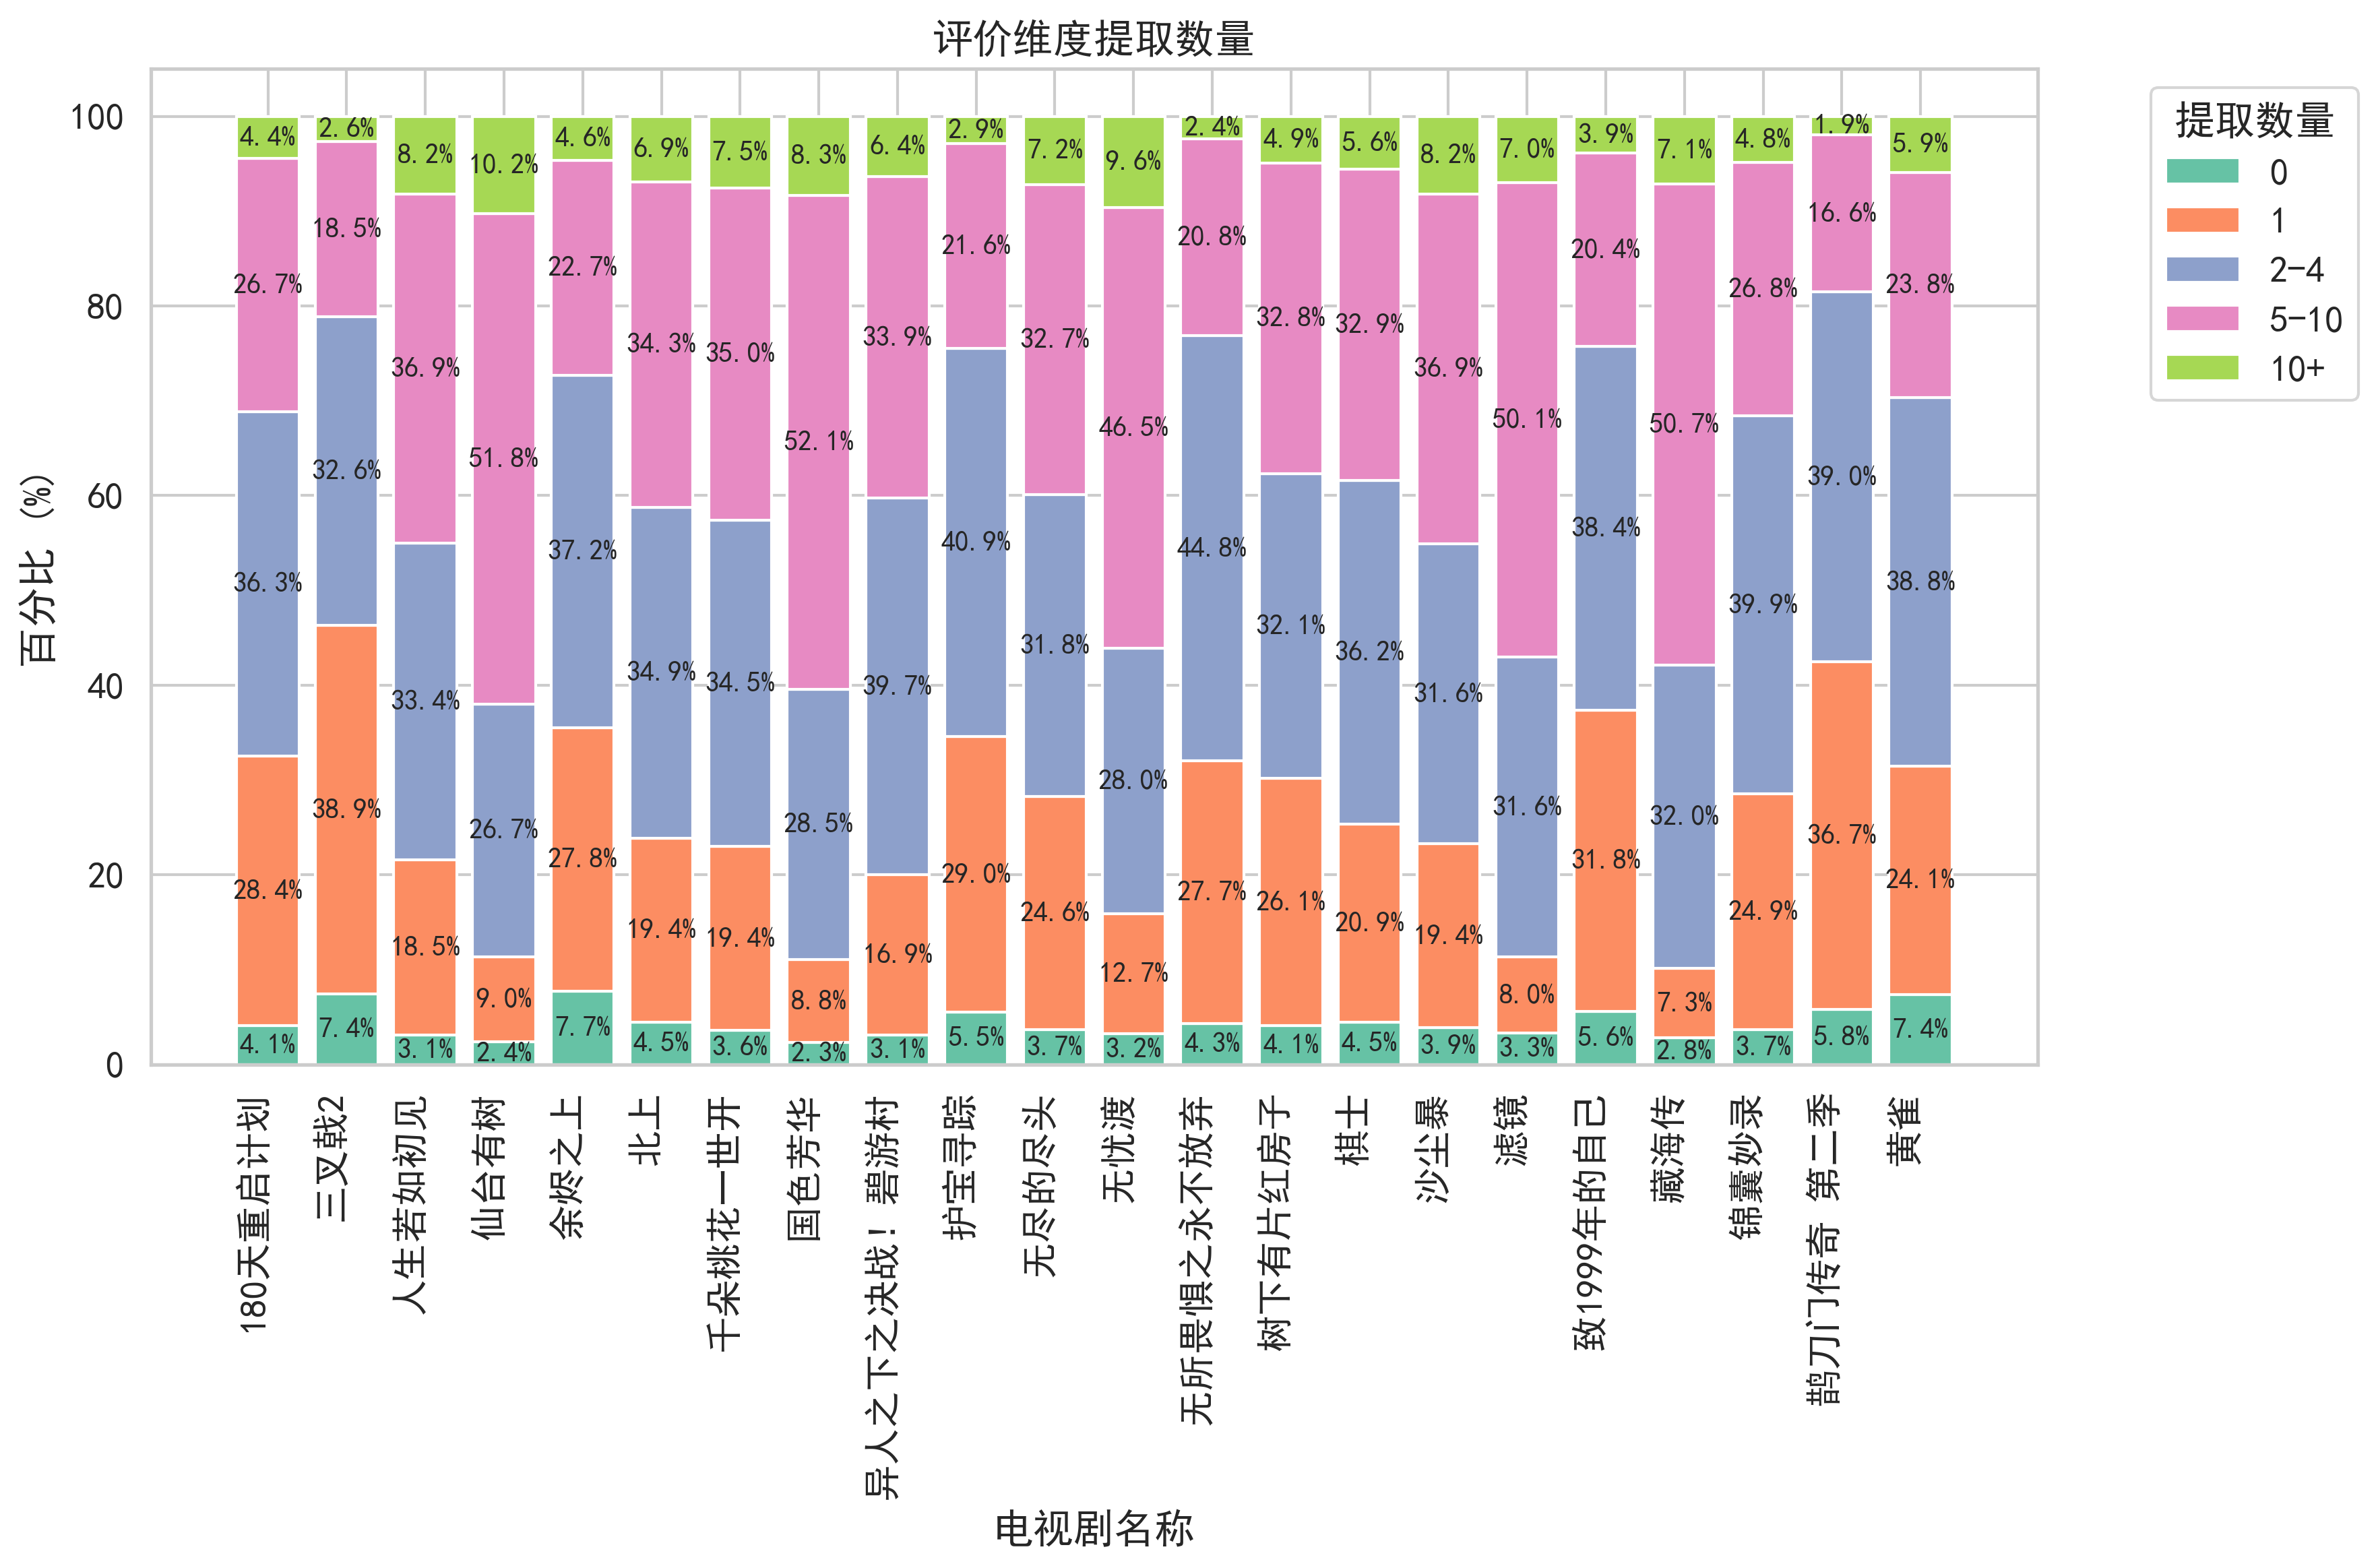 评价维度提取数量
百分比 (%)
100
80
60
40
20
0
4.4% 2.6% 8.2% 10.2% 4.6% 6.9% 7.5% 8.3% 6.4% 2.9% 7.2% 9.6% 2.4% 4.9% 5.6% 8.2% 7.0% 3.9% 7.1% 4.8% 1.9% 5.9%
26.7% 18.5% 36.9% 51.8% 22.7% 34.3% 35.0% 52.1% 33.9% 21.6% 32.7% 46.5% 20.8% 32.8% 32.9% 36.9% 50.1% 20.4% 50.7% 26.8% 16.6% 23.8%
36.3% 32.6% 33.4% 26.7% 37.2% 34.9% 34.5% 28.5% 39.7% 40.9% 31.8% 28.0% 44.8% 32.1% 36.2% 31.6% 31.6% 38.4% 32.0% 39.9% 39.0% 38.8%
28.4% 38.9% 18.5% 9.0% 27.8% 19.4% 19.4% 8.8% 16.9% 29.0% 24.6% 12.7% 27.7% 26.1% 20.9% 19.4% 8.0% 31.8% 7.3% 24.9% 36.7% 24.1%
4.1% 7.4% 3.1% 2.4% 7.7% 4.5% 3.6% 2.3% 3.1% 5.5% 3.7% 3.2% 4.3% 4.1% 4.5% 3.9% 3.3% 5.6% 2.8% 3.7% 5.8% 7.4%
180天重启计划
三叉戟2
人生若如初见
仙台有树
余烬之上
北上
千朵桃花一世开
国色芳华
异人之下之决战！碧游村
护宝寻踪
无尽的尽头
无忧渡
无所畏惧之永不放弃
树下有片红房子
棋士
沙尘暴
滤镜
致1999年的自己
藏海传
锦囊妙录
鹊刀门传奇 第二季
黄雀
电视剧名称
提取数量
0
1
2-4
5-10
10+